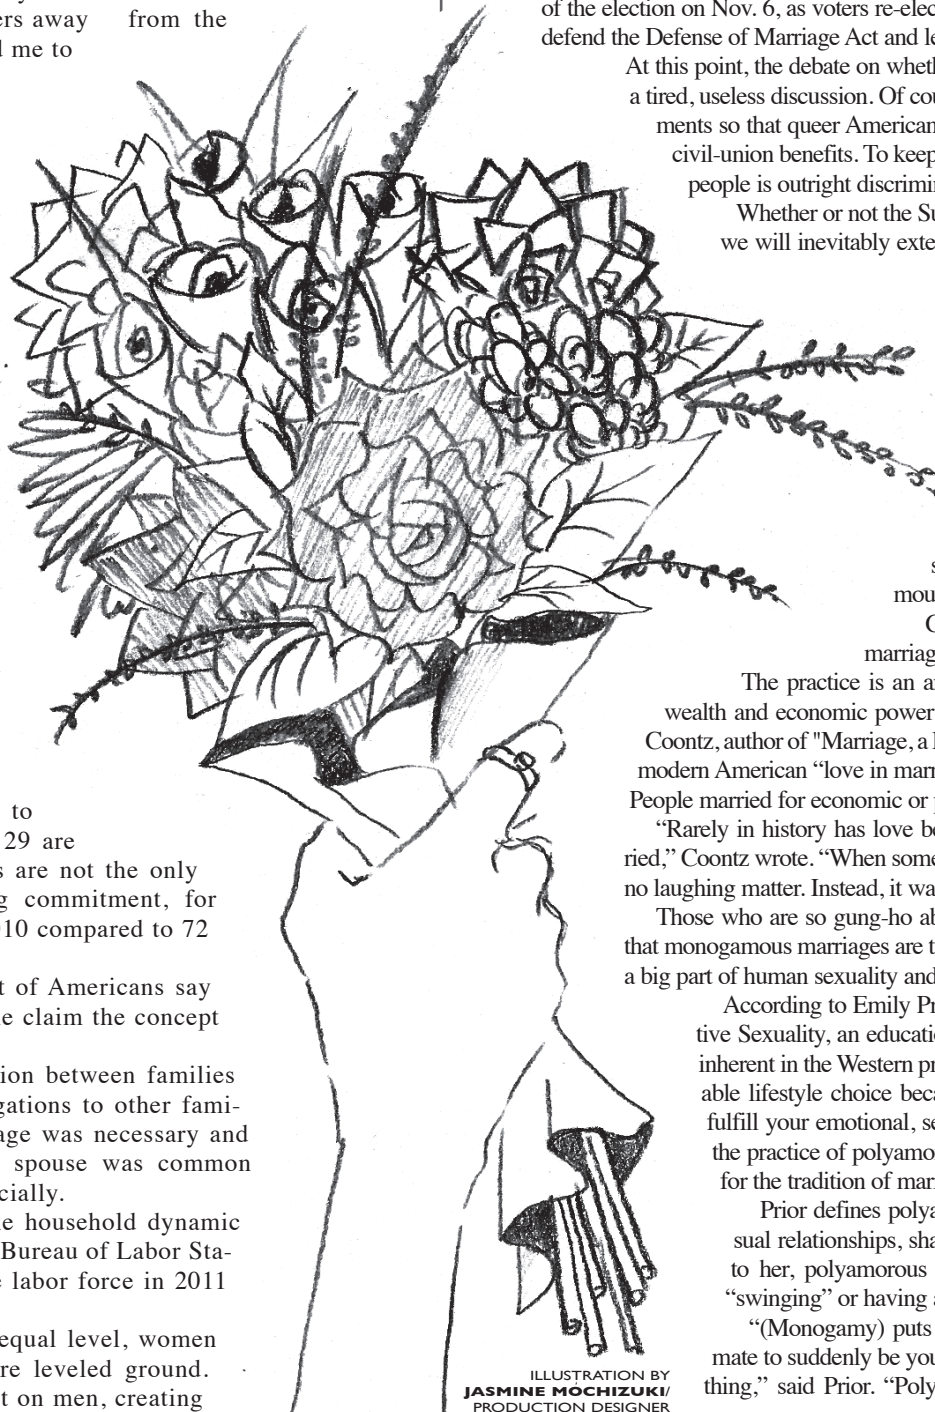 ers away from the
d me to
to
29 are
s are not the only
g commitment, for
10 compared to 72
t of Americans say
e claim the concept
ion between families
gations to other fami-
age was necessary and
spouse was common
cially.
e household dynamic
Bureau of Labor Sta-
e labor force in 2011
equal level, women
re leveled ground.
t on men, creating
of the election on Nov. 6, as voters re-elec
defend the Defense of Marriage Act and le
At this point, the debate on wheth
a tired, useless discussion. Of cou
ments so that queer American
civil-union benefits. To keep
people is outright discrimin
Whether or not the Su
we will inevitably exte
s
mou
C
marriag
The practice is an a
wealth and economic power
Coontz, author of "Marriage, a
modern American “love in marr
People married for economic or p
“Rarely in history has love be
ried,” Coontz wrote. “When some
no laughing matter. Instead, it wa
Those who are so gung-ho ab
that monogamous marriages are t
a big part of human sexuality and
According to Emily Pr
tive Sexuality, an educatio
inherent in the Western pr
able lifestyle choice beca
fulfill your emotional, se
the practice of polyamo
for the tradition of mar
Prior defines polya
sual relationships, sha
to her, polyamorous
“swinging” or having a
“(Monogamy) puts
mate to suddenly be you
thing,” said Prior. “Poly
ILLUSTRATION BY
JASMINE MOCHIZUKI/
PRODUCTION DESIGNER